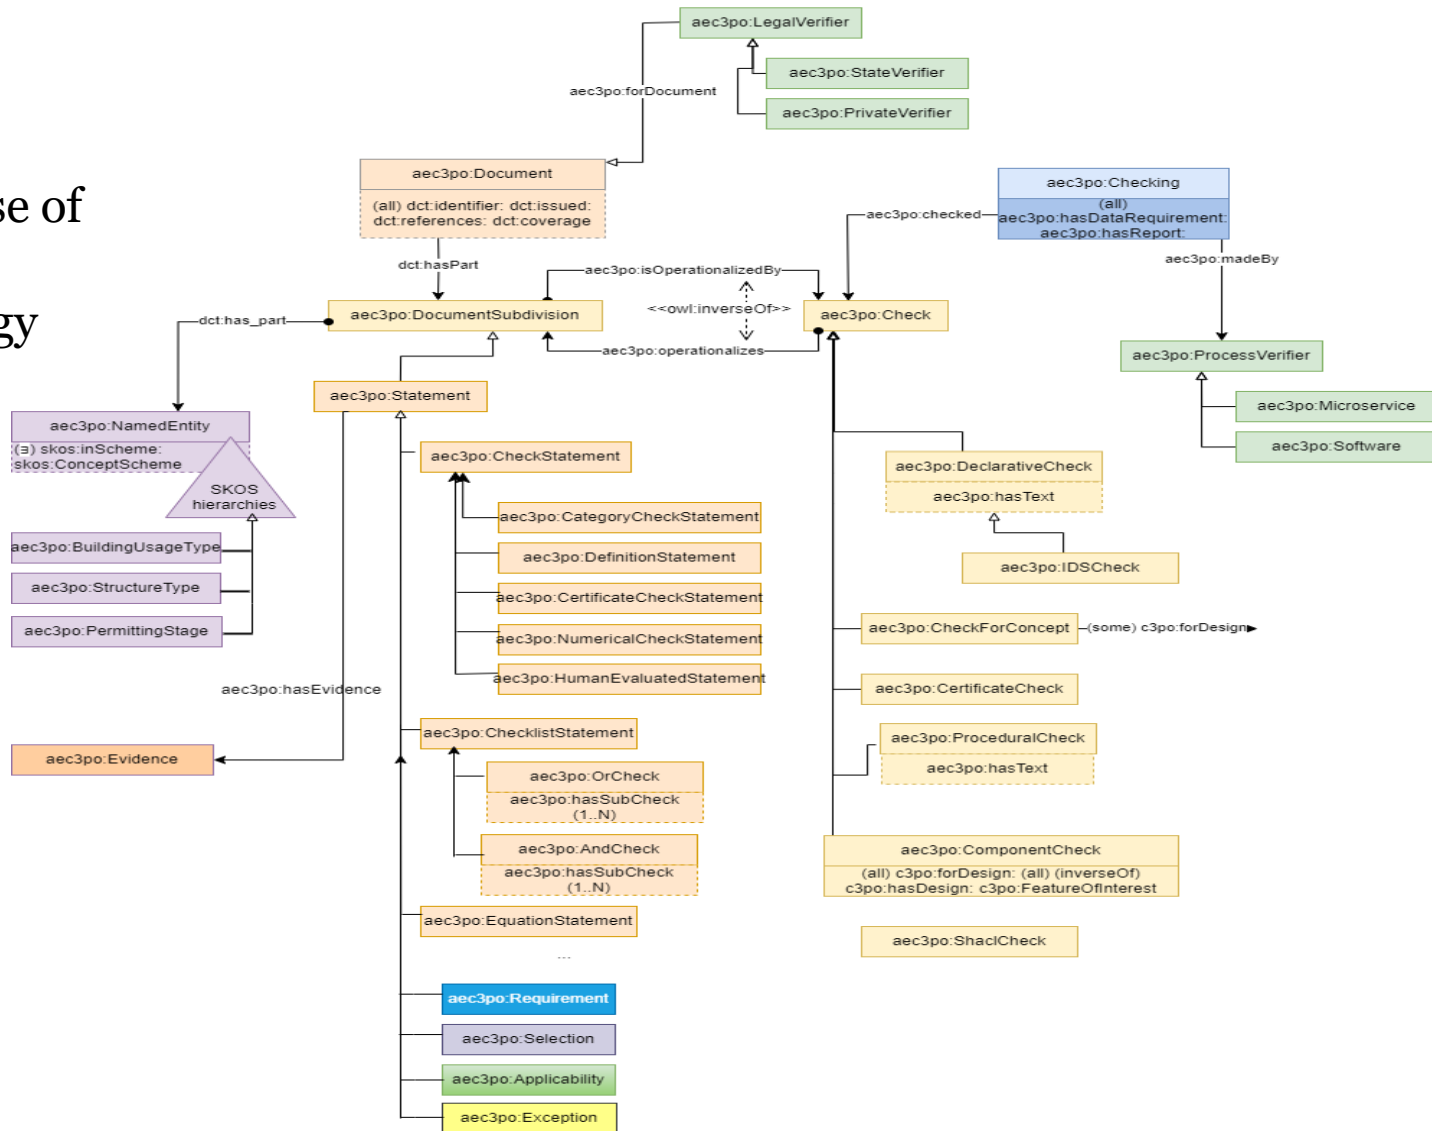 se of
gy
aec3po:LegalVerifier
aec3po:StateVerifier
aec3po:PrivateVerifier
aec3po:forDocument
aec3po:Document
(all) dct:identifier: dct:issued:
dct:references: dct:coverage
aec3po:Checking
(all)
aec3po:hasDataRequirement:
aec3po:hasReport:
aec3po:checked
aec3po:madeBy
dct:hasPart
aec3po:isOperationalizedBy
<<owl:inverseOf>>
aec3po:operationalizes
dct:has_part
aec3po:DocumentSubdivision
aec3po:Check
aec3po:ProcessVerifier
aec3po:Microservice
aec3po:Software
aec3po:Statement
aec3po:NamedEntity
(∃) skos:inScheme:
skos:ConceptScheme
SKOS
hierarchies
aec3po:BuildingUsageType
aec3po:StructureType
aec3po:PermittingStage
aec3po:hasEvidence
aec3po:Evidence
aec3po:CheckStatement
aec3po:CategoryCheckStatement
aec3po:DefinitionStatement
aec3po:CertificateCheckStatement
aec3po:NumericalCheckStatement
aec3po:HumanEvaluatedStatement
aec3po:ChecklistStatement
aec3po:OrCheck
aec3po:hasSubCheck
(1..N)
aec3po:AndCheck
aec3po:hasSubCheck
(1..N)
aec3po:EquationStatement
...
aec3po:Requirement
aec3po:Selection
aec3po:Applicability
aec3po:Exception
aec3po:DeclarativeCheck
aec3po:hasText
aec3po:IDSCheck
aec3po:CheckForConcept
(some) c3po:forDesign
aec3po:CertificateCheck
aec3po:ProceduralCheck
aec3po:hasText
aec3po:ComponentCheck
(all) c3po:forDesign: (all) (inverseOf)
c3po:hasDesign: c3po:FeatureOfInterest
aec3po:ShaclCheck